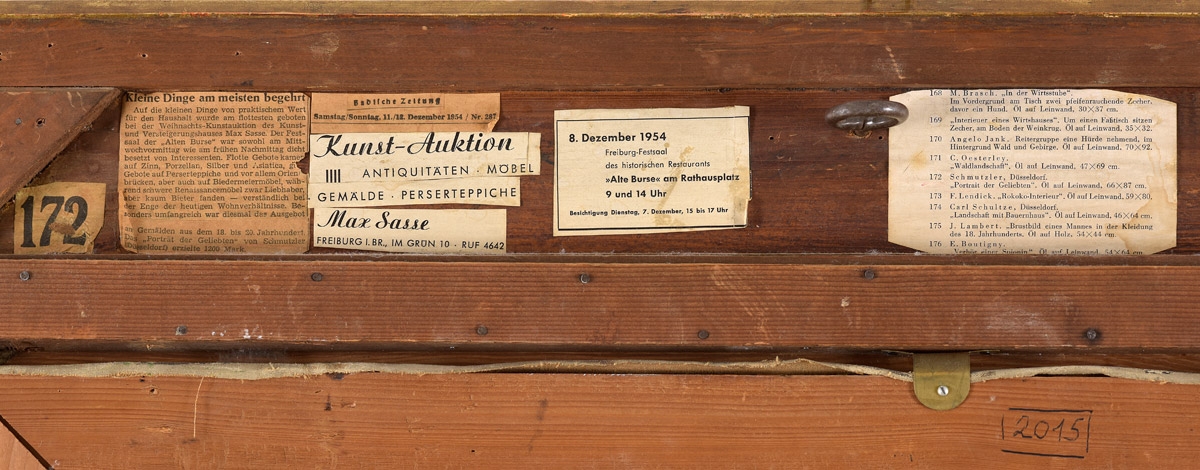 172
Kleine Dinge am meisten begehrt
Auf die kleinen Dinge von praktischem Wert
für den Haushalt wurde am flottesten geboten
bei der Weihnachts-Kunstauktion des Kunst-
und Versteigerungshauses Max Sasse. Der Fest-
saal der „Alten Burse" war sowohl am Mitt-
wochvormittag wie am frühen Nachmittag dicht
besetzt von Interessenten. Flotte Gebote kamen
auf Zinn, Porzellan, Silber und Asiatica, gute
Gebote auf Perserteppiche und vor allem Orient-
brücken, aber auch auf Biedermeiermöbel, wäh-
rend schwere Renaissancemöbel zwar Liebhaber,
aber kaum Bieter fanden — verständlich bei
der Enge der heutigen Wohnverhältnisse. Be-
sonders umfangreich war diesmal das Ausgebot
an Gemälden aus dem 18. bis 20. Jahrhundert.
Das „Porträt der Geliebten" von Schmutzler
(Düsseldorf) erzielte 1200 Mark.
Badische Zeitung
Samstag/Sonntag, 11./12. Dezember 1954 / Nr. 287
Kunst-Auktion
ANTIQUITÄTEN · MÖBEL
GEMÄLDE · PERSERTEPPICHE
Max Sasse
FREIBURG I. BR., IM GRÜN 10 · RUF 4642
8. Dezember 1954
Freiburg-Festsaal
des historischen Restaurants
»Alte Burse« am Rathausplatz
9 und 14 Uhr
Besichtigung Dienstag, 7. Dezember, 15 bis 17 Uhr
168 M. Brasch, „In der Wirtsstube".
Im Vordergrund am Tisch zwei pfeifenrauchende Zecher,
davor ein Hund. Öl auf Leinwand, 30×37 cm.
169 „Interieur eines Wirtshauses". Um einen Faßtisch sitzen
Zecher, am Boden der Weinkrug. Öl auf Leinwand, 35×32.
170 Angelo Jank, Reitergruppe eine Hürde nehmend, im
Hintergrund Wald und Gebirge. Öl auf Leinwand, 70×92.
171 C. Oesterley,
„Waldlandschaft", Öl auf Leinwand, 47×69 cm.
172 Schmutzler, Düsseldorf.
„Portrait der Geliebten". Öl auf Leinwand, 66×87 cm.
173 F. Lendick, „Rokoko-Interieur". Öl auf Leinwand, 59×80.
174 Carl Schultze, Düsseldorf.
„Landschaft mit Bauernhaus", Öl auf Leinwand, 46×64 cm.
175 J. Lambert, „Brustbild eines Mannes in der Kleidung
des 18. Jahrhunderts. Öl auf Holz, 54×44 cm.
176 E. Boutigny,
Öl auf Leinwand, 54×64 cm.
2015